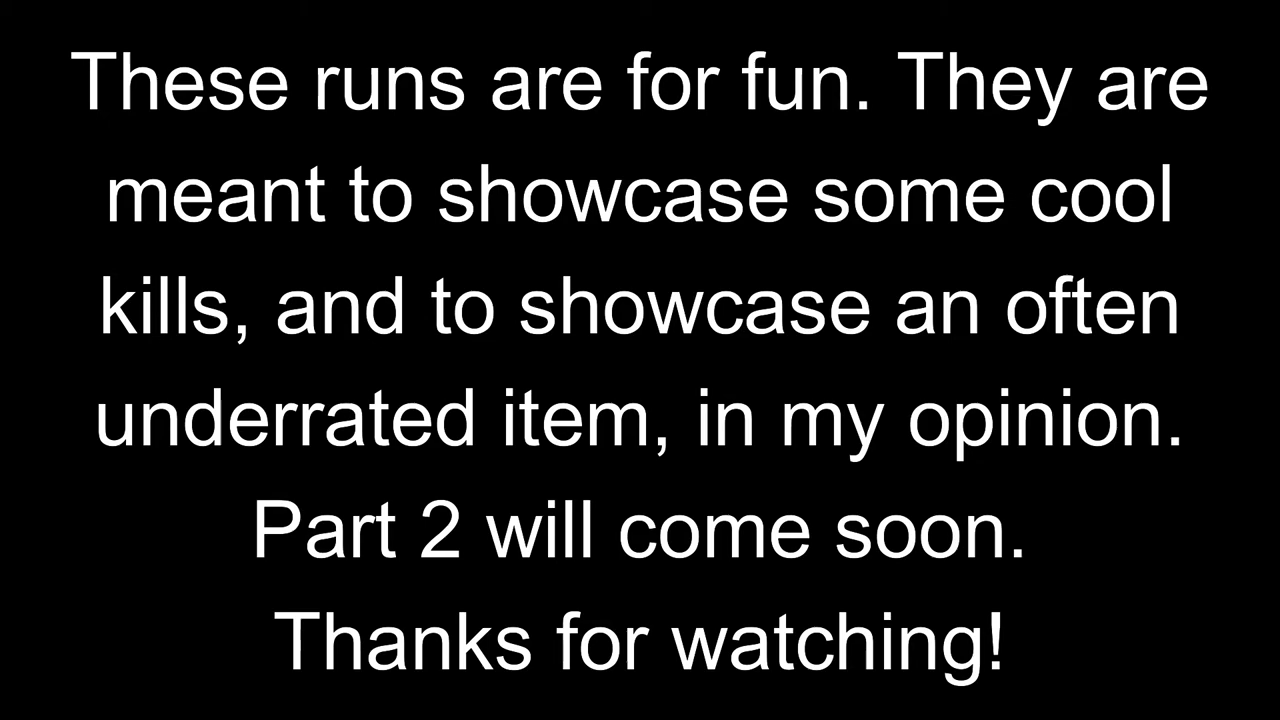 These runs are for fun. They are
meant to showcase some cool
kills, and to showcase an often
underrated item, in my opinion.
Part 2 will come soon.
Thanks for watching!